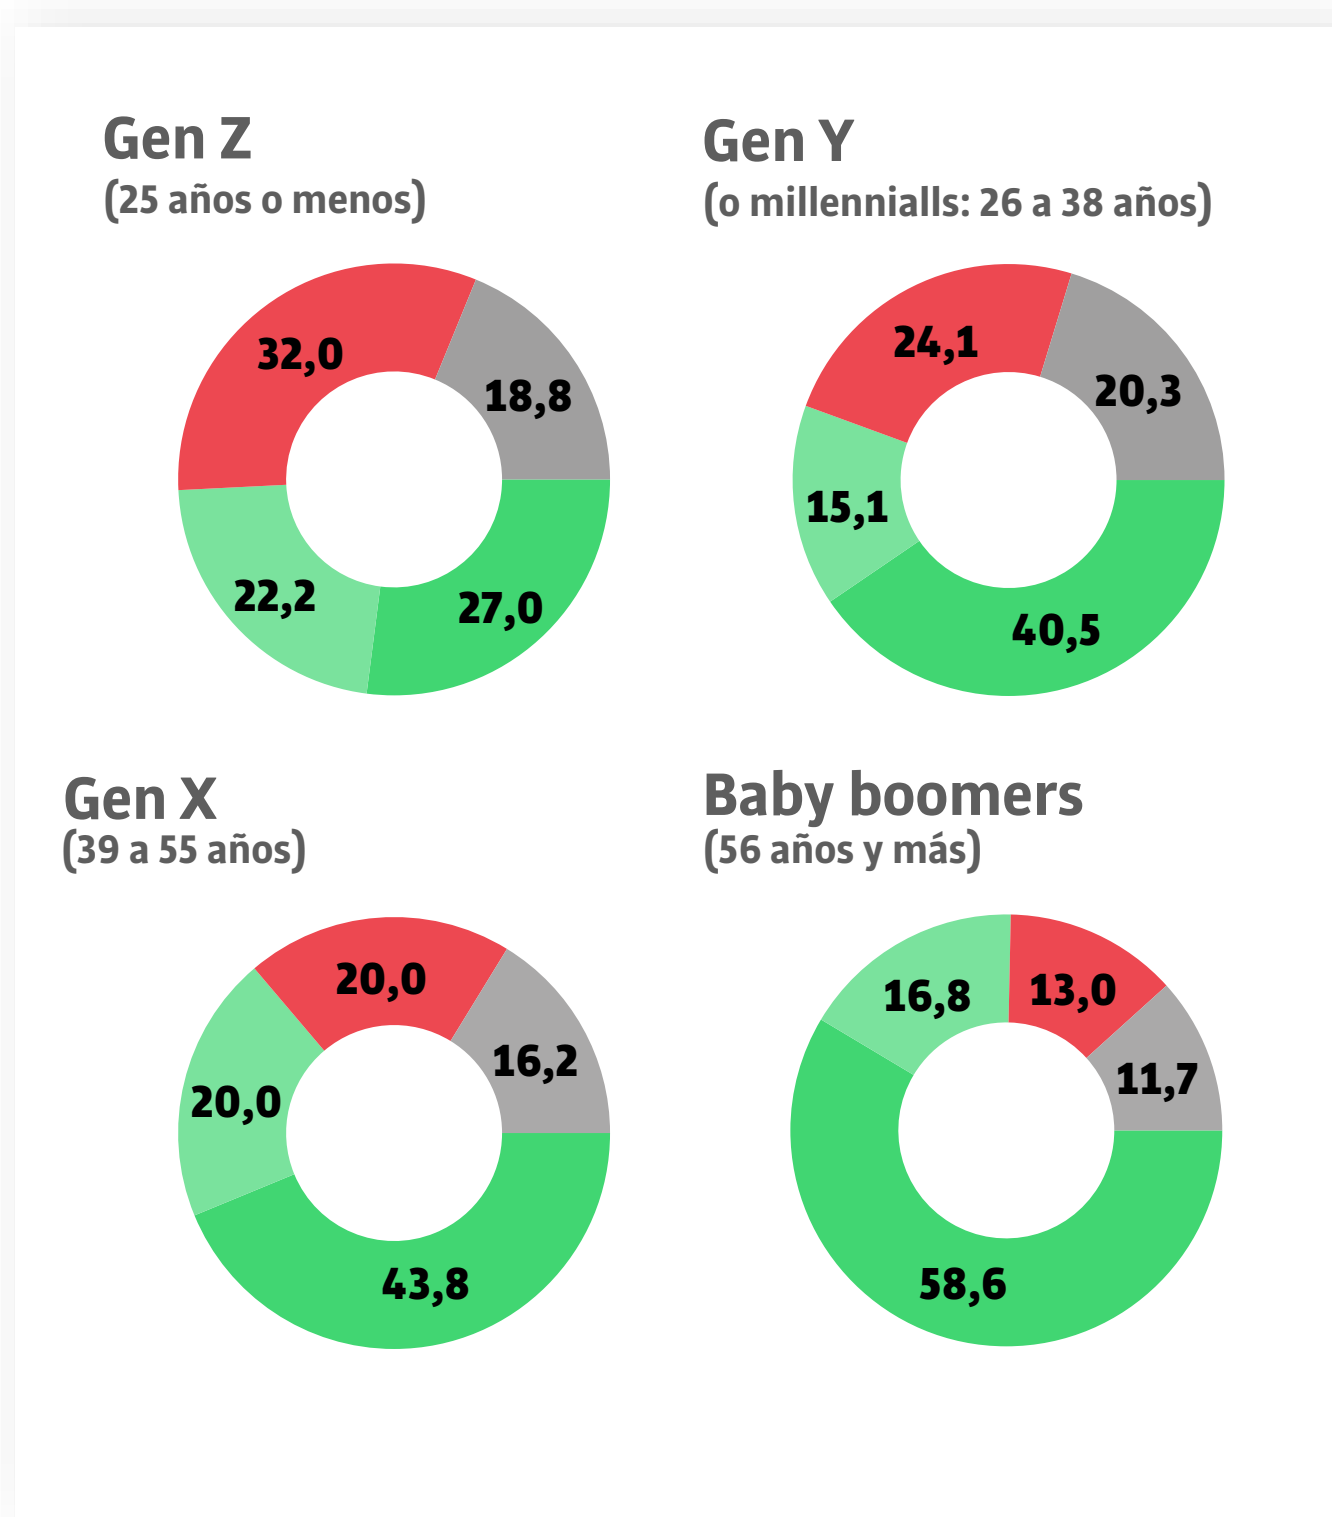 Gen Z
(25 años o menos)
32,0
18,8
22,2
27,0
Gen Y
(o millennialls: 26 a 38 años)
24,1
20,3
15,1
40,5
Gen X
(39 a 55 años)
20,0
16,2
20,0
43,8
Baby boomers
(56 años y más)
16,8
13,0
11,7
58,6